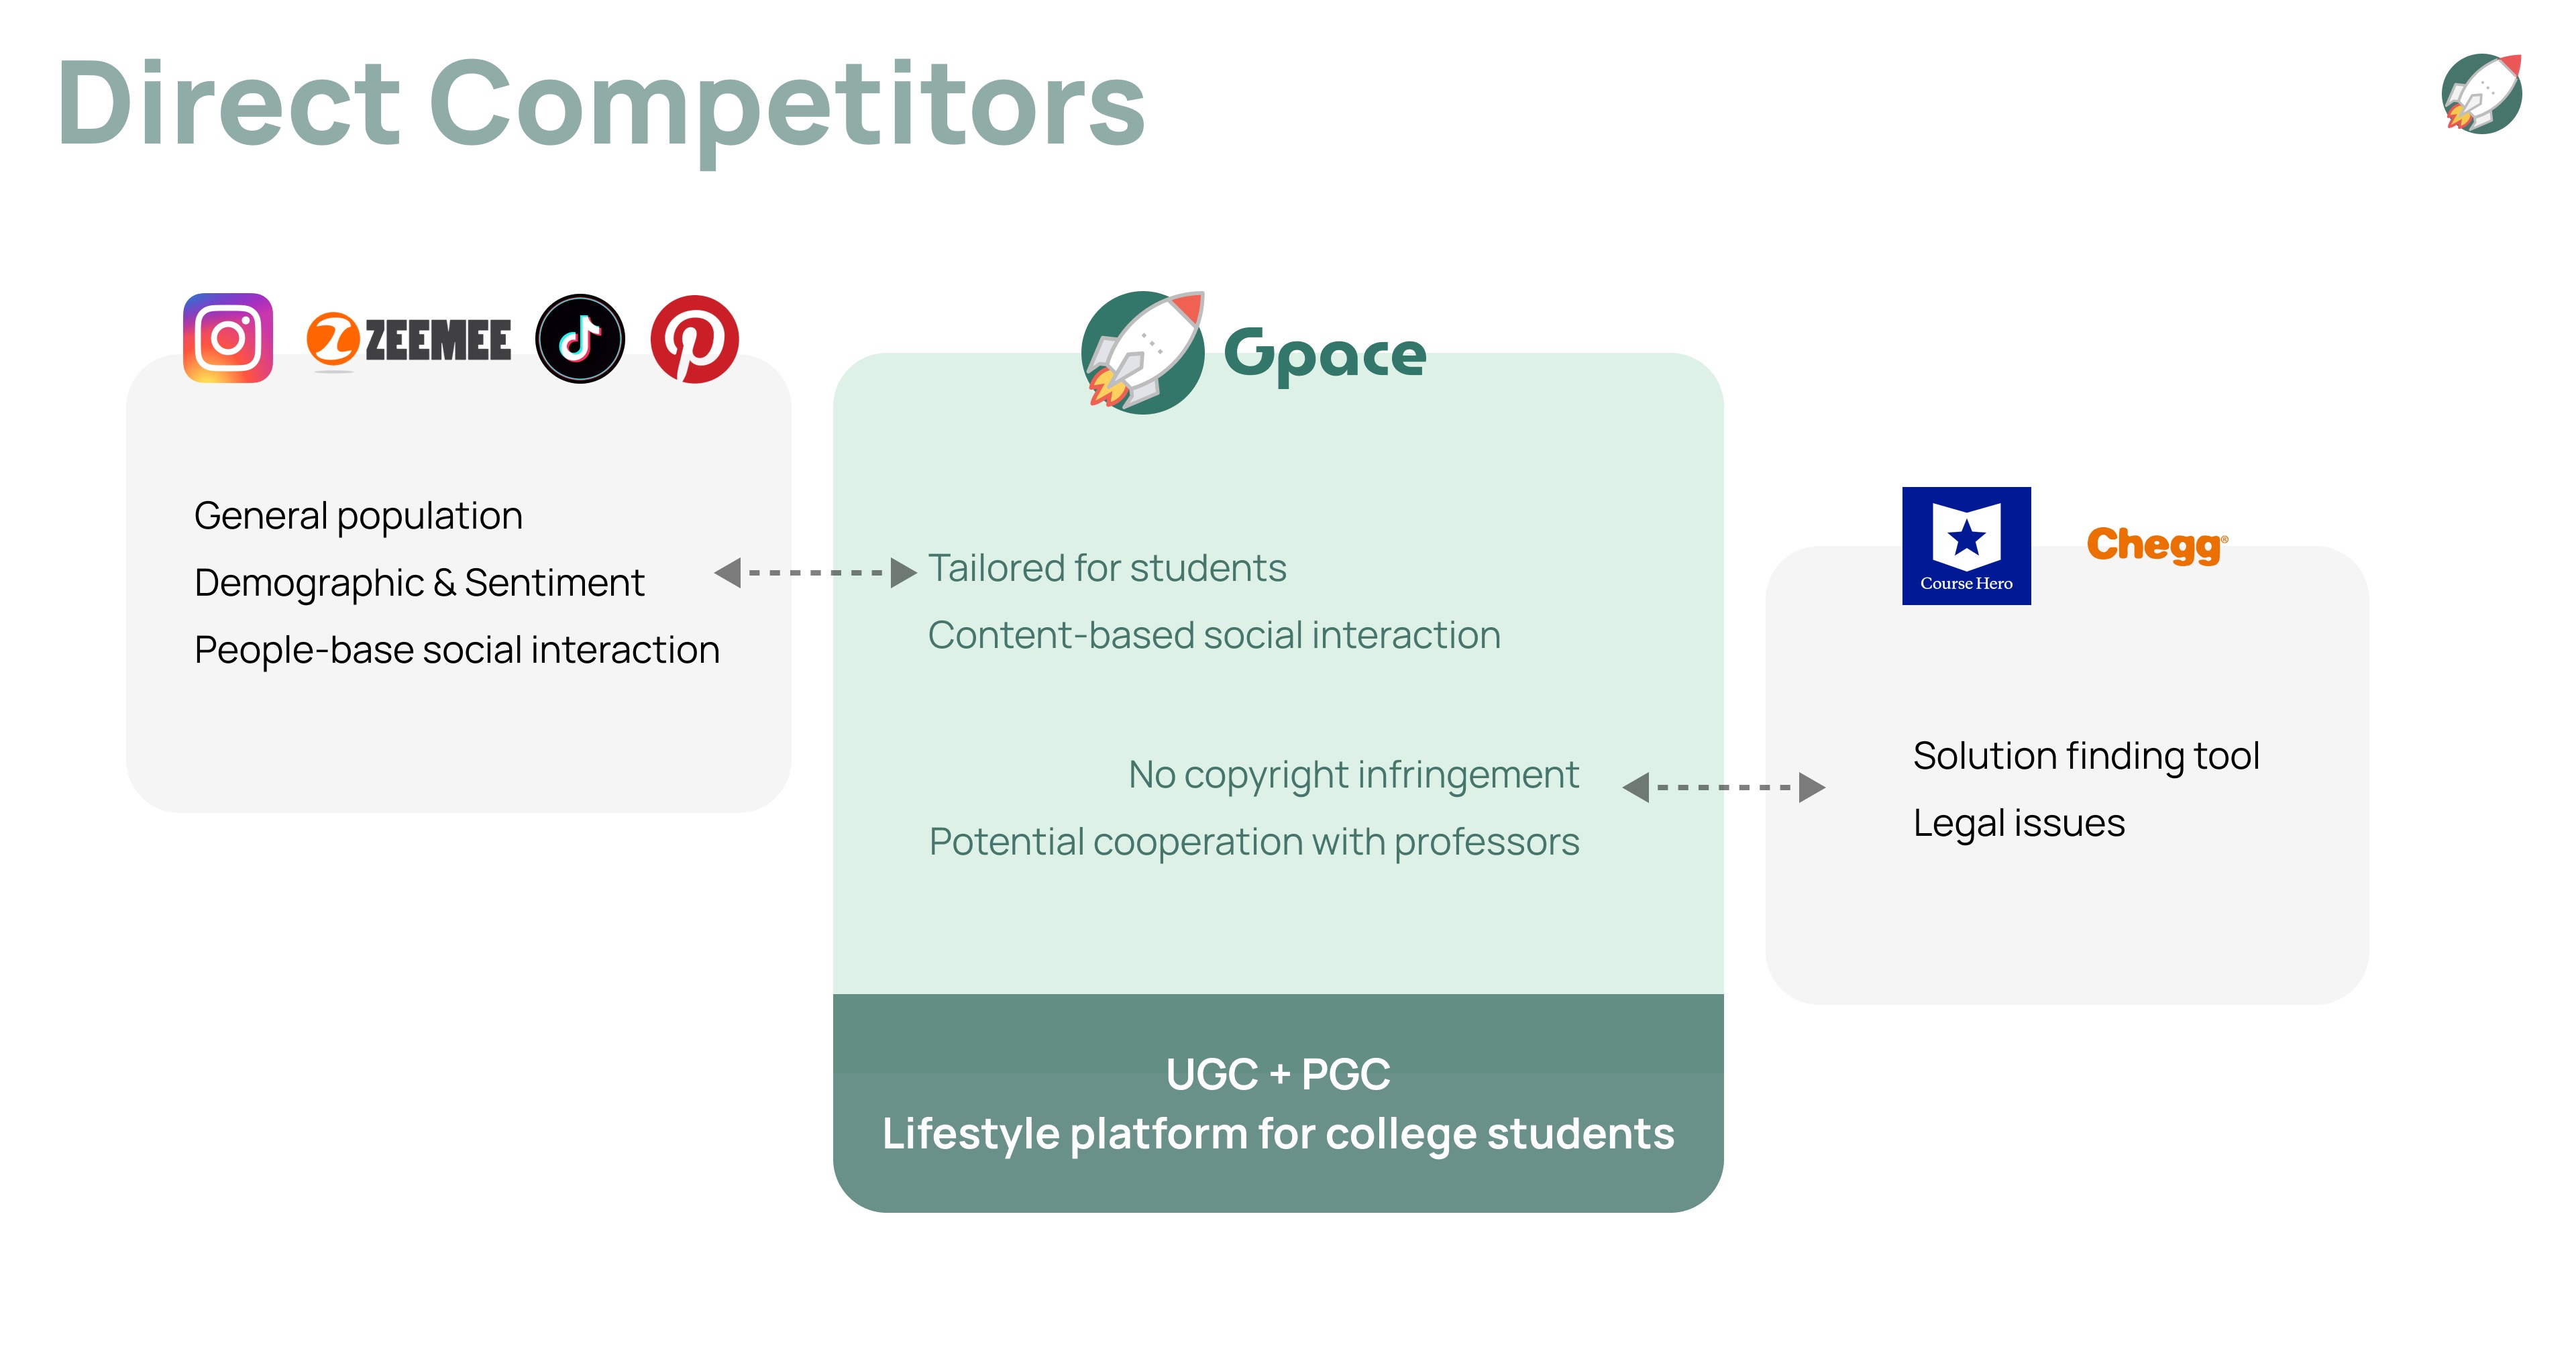 Direct Competitors
ZEEMEE
General population
Demographic & Sentiment
People-base social interaction
Gpace
Tailored for students
Content-based social interaction
No copyright infringement
Potential cooperation with professors
UGC + PGC
Lifestyle platform for college students
Course Hero
Chegg®
Solution finding tool
Legal issues